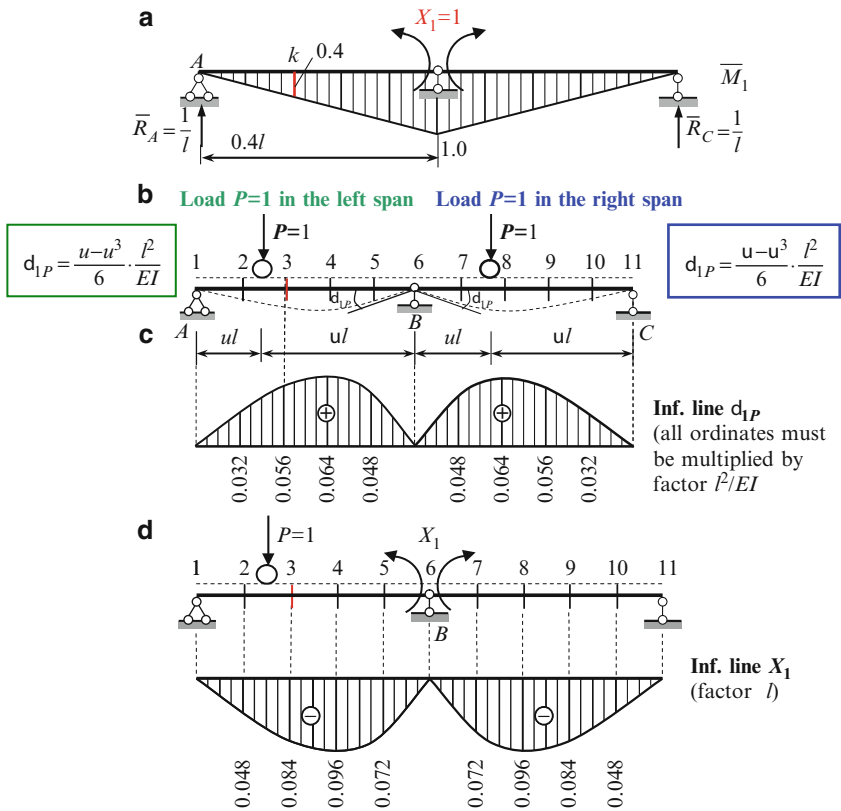 a
X₁=1
A
k
0.4
M̅₁
R̅_A = 1/l
0.4l
1.0
R̅_C = 1/l
b
Load P=1 in the left span
Load P=1 in the right span
P=1
P=1
d₁P = (u−u³)/6 · l²/EI
1 2 3 4 5 6 7 8 9 10 11
d₁P = (u−u³)/6 · l²/EI
d₁P
d₁P
A
B
C
c
ul
ul
ul
ul
+
+
Inf. line d₁P
(all ordinates must
be multiplied by
factor l²/EI
0.032 0.056 0.064 0.048 0.048 0.064 0.056 0.032
d
P=1
X₁
1 2 3 4 5 6 7 8 9 10 11
B
Inf. line X₁
(factor l)
−
−
0.048 0.084 0.096 0.072 0.072 0.096 0.084 0.048